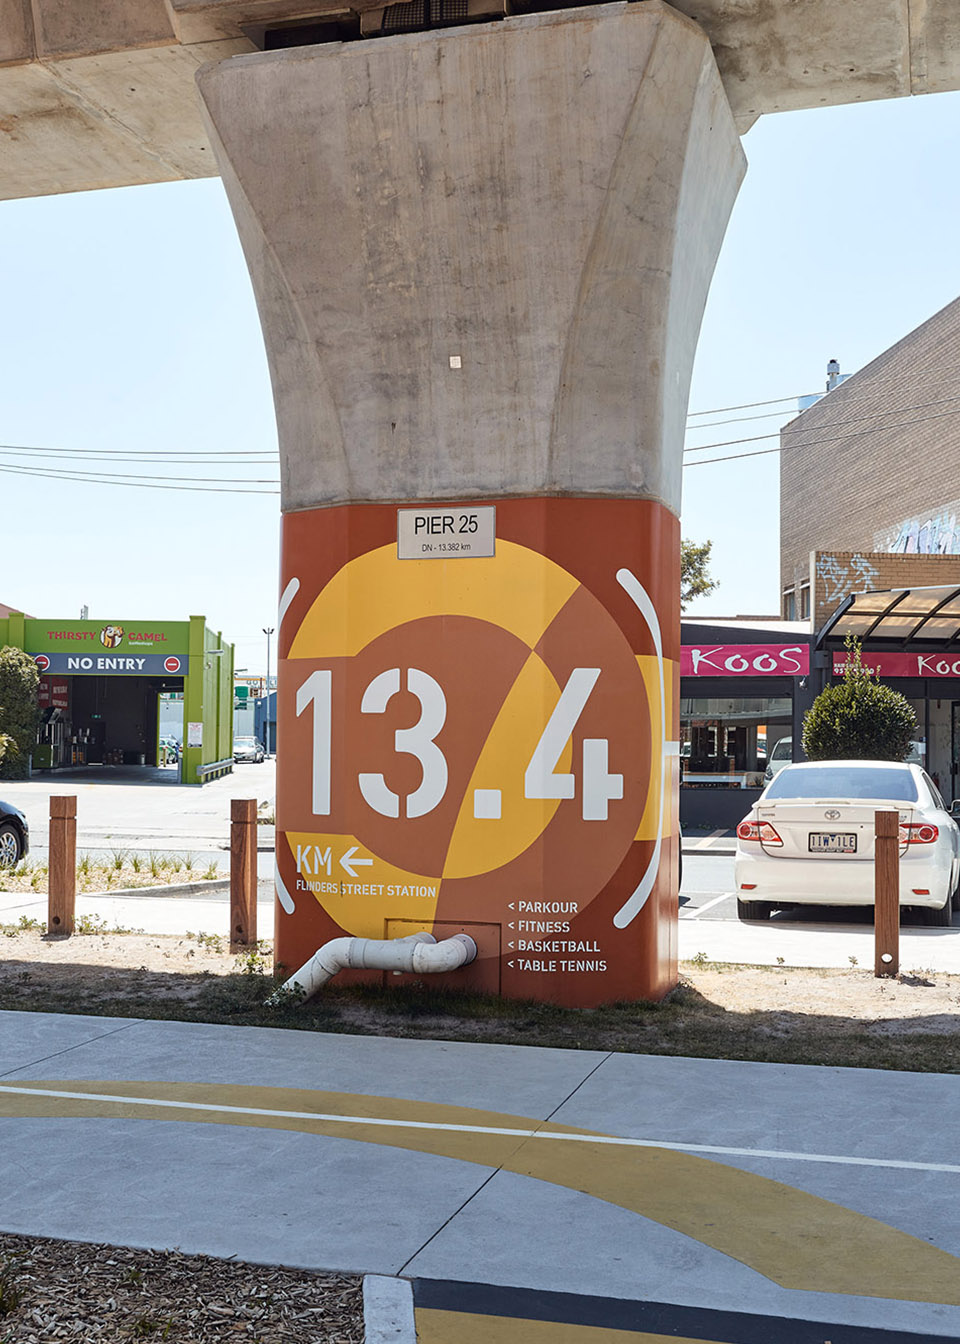 PIER 25
DN - 13.382 km
13.4
KM
FLINDERS STREET STATION
< PARKOUR
< FITNESS
< BASKETBALL
< TABLE TENNIS
THIRSTY CAMEL
NO ENTRY
KOOS
KOO